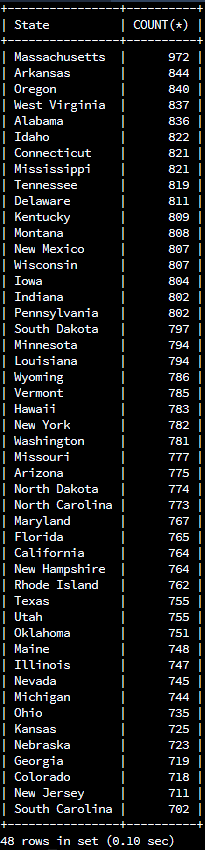 +-----------------+----------+
| State | COUNT(*) |
+-----------------+----------+
| Massachusetts | 972 |
| Arkansas | 844 |
| Oregon | 840 |
| West Virginia | 837 |
| Alabama | 836 |
| Idaho | 822 |
| Connecticut | 821 |
| Mississippi | 821 |
| Tennessee | 819 |
| Delaware | 811 |
| Kentucky | 809 |
| Montana | 808 |
| New Mexico | 807 |
| Wisconsin | 807 |
| Iowa | 804 |
| Indiana | 802 |
| Pennsylvania | 802 |
| South Dakota | 797 |
| Minnesota | 794 |
| Louisiana | 794 |
| Wyoming | 786 |
| Vermont | 785 |
| Hawaii | 783 |
| New York | 782 |
| Washington | 781 |
| Missouri | 777 |
| Arizona | 775 |
| North Dakota | 774 |
| North Carolina | 773 |
| Maryland | 767 |
| Florida | 765 |
| California | 764 |
| New Hampshire | 764 |
| Rhode Island | 762 |
| Texas | 755 |
| Utah | 755 |
| Oklahoma | 751 |
| Maine | 748 |
| Illinois | 747 |
| Nevada | 745 |
| Michigan | 744 |
| Ohio | 735 |
| Kansas | 725 |
| Nebraska | 723 |
| Georgia | 719 |
| Colorado | 718 |
| New Jersey | 711 |
| South Carolina | 702 |
+-----------------+----------+
48 rows in set (0.10 sec)